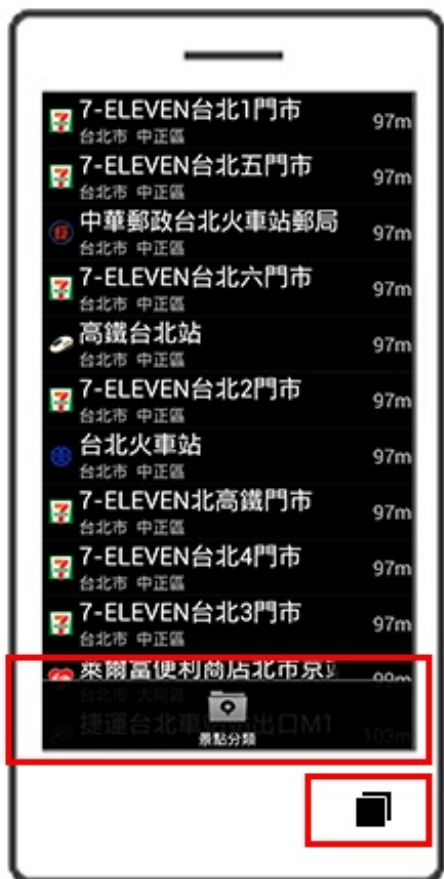 7-ELEVEN台北1門市
97m
台北市 中正區
7-ELEVEN台北五門市
97m
台北市 中正區
中華郵政台北火車站郵局
97m
台北市 中正區
7-ELEVEN台北六門市
97m
台北市 中正區
高鐵台北站
97m
台北市 中正區
7-ELEVEN台北2門市
97m
台北市 中正區
台北火車站
97m
台北市 中正區
7-ELEVEN北高鐵門市
97m
台北市 中正區
7-ELEVEN台北4門市
97m
台北市 中正區
7-ELEVEN台北3門市
97m
台北市 中正區
萊爾富便利商店北市京
99m
台北市 大同區
捷運台北車 出口M1
103m
景點分類